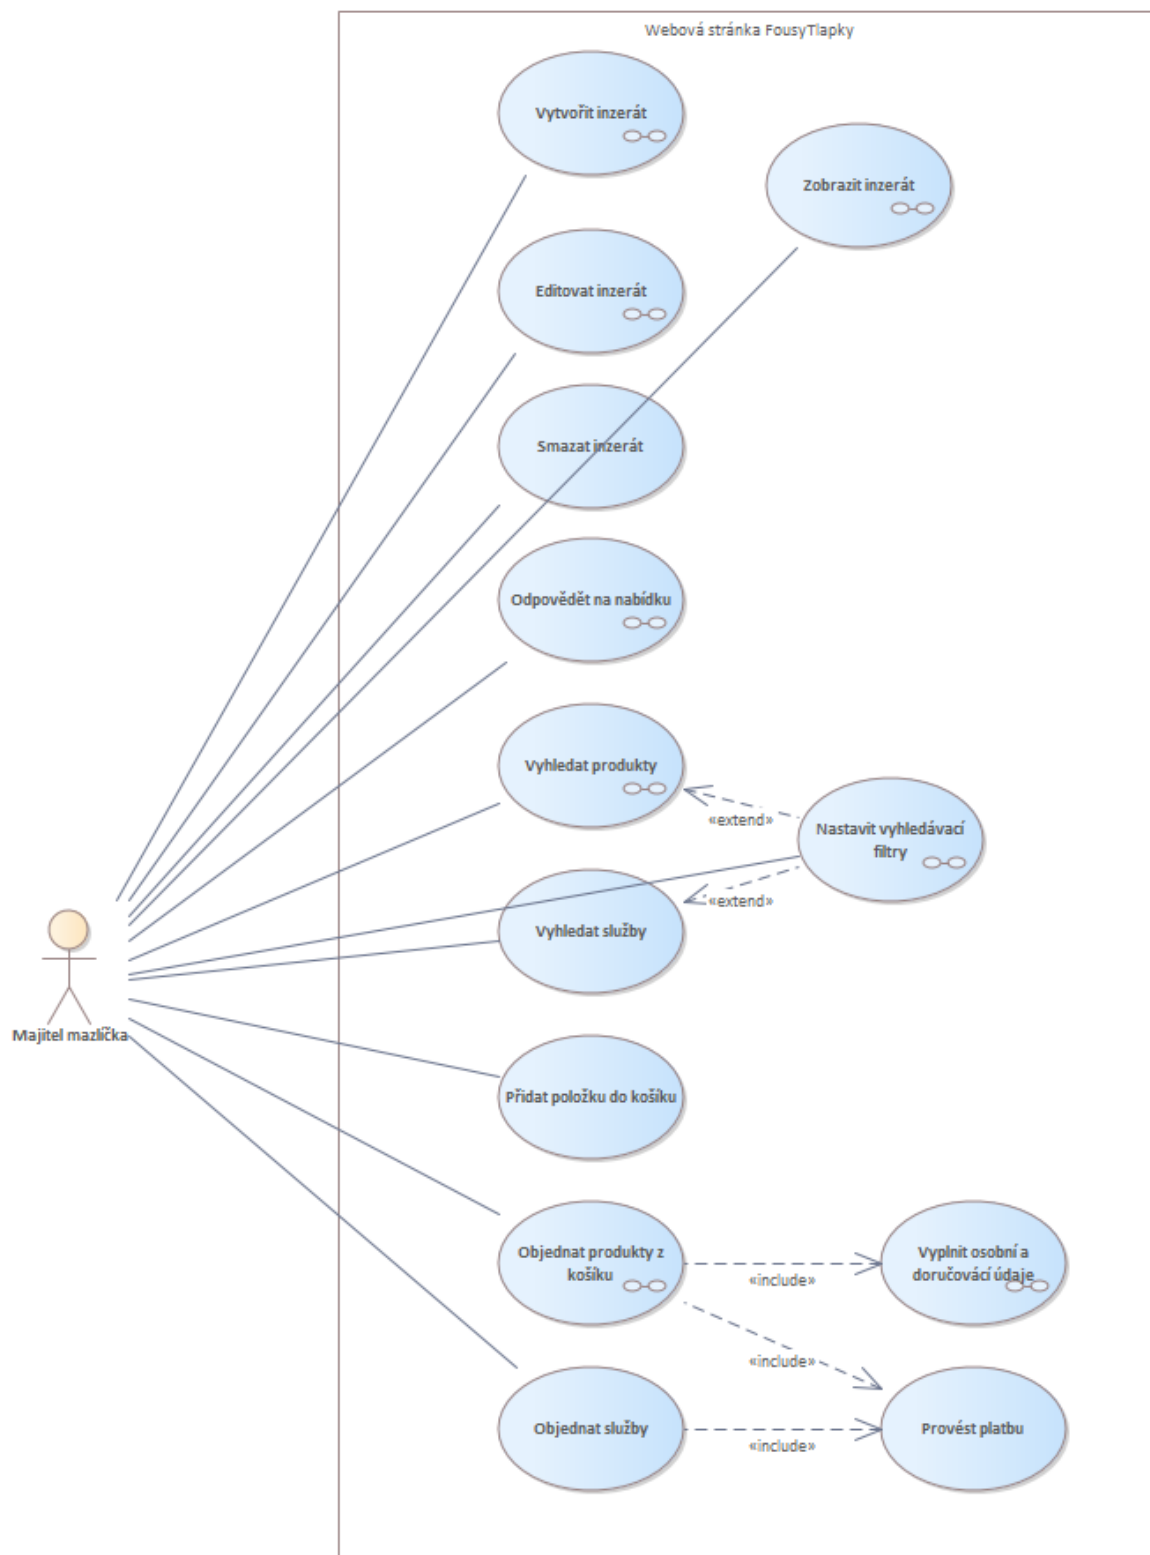 Webová stránka FousyTlapky
Vytvořit inzerát
Zobrazit inzerát
Editovat inzerát
Smazat inzerát
Odpovědět na nabídku
Vyhledat produkty
«extend»
Nastavit vyhledávací
filtry
«extend»
Vyhledat služby
Majitel mazlíčka
Přidat položku do košíku
Objednat produkty z
košíku
«include»
Vyplnit osobní a
doručovácí údaje
«include»
Objednat služby
«include»
Provést platbu